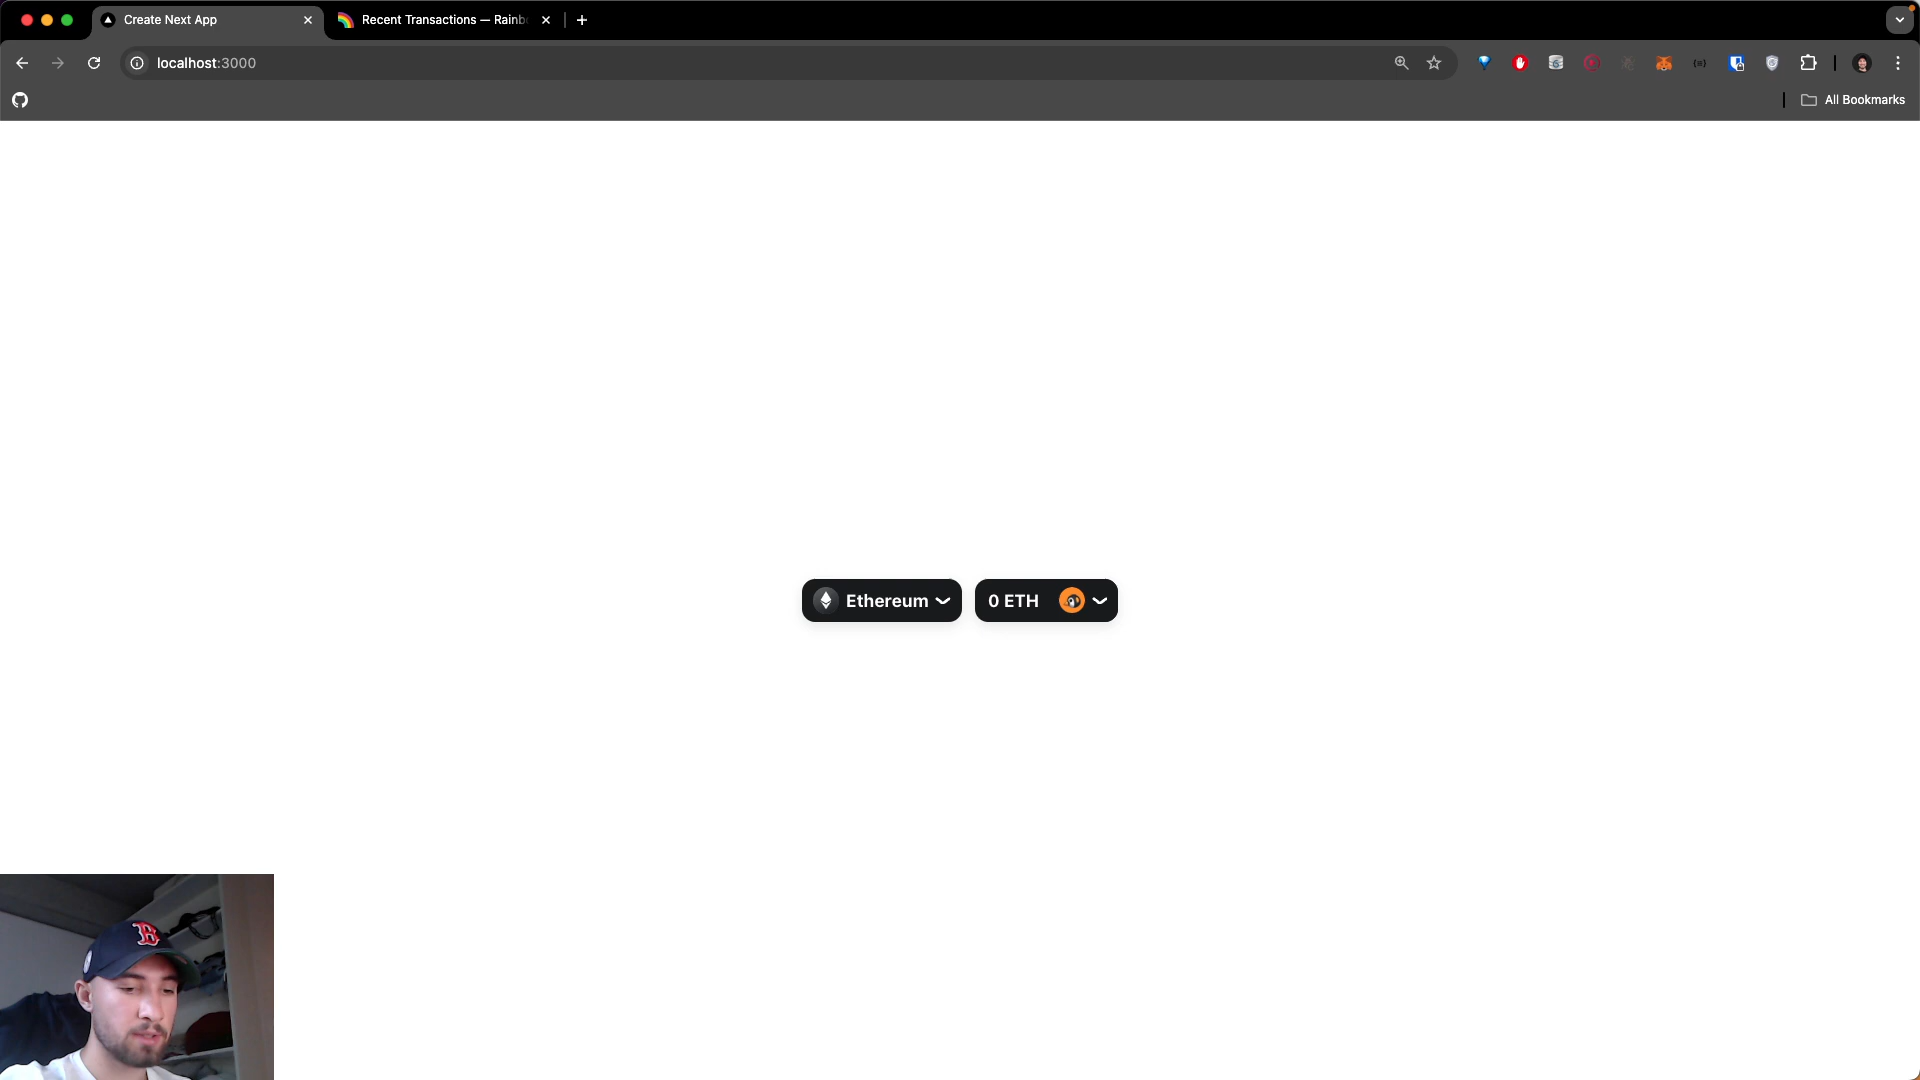 Create Next App
Recent Transactions — Rainb
localhost:3000
All Bookmarks
Ethereum
0 ETH
B